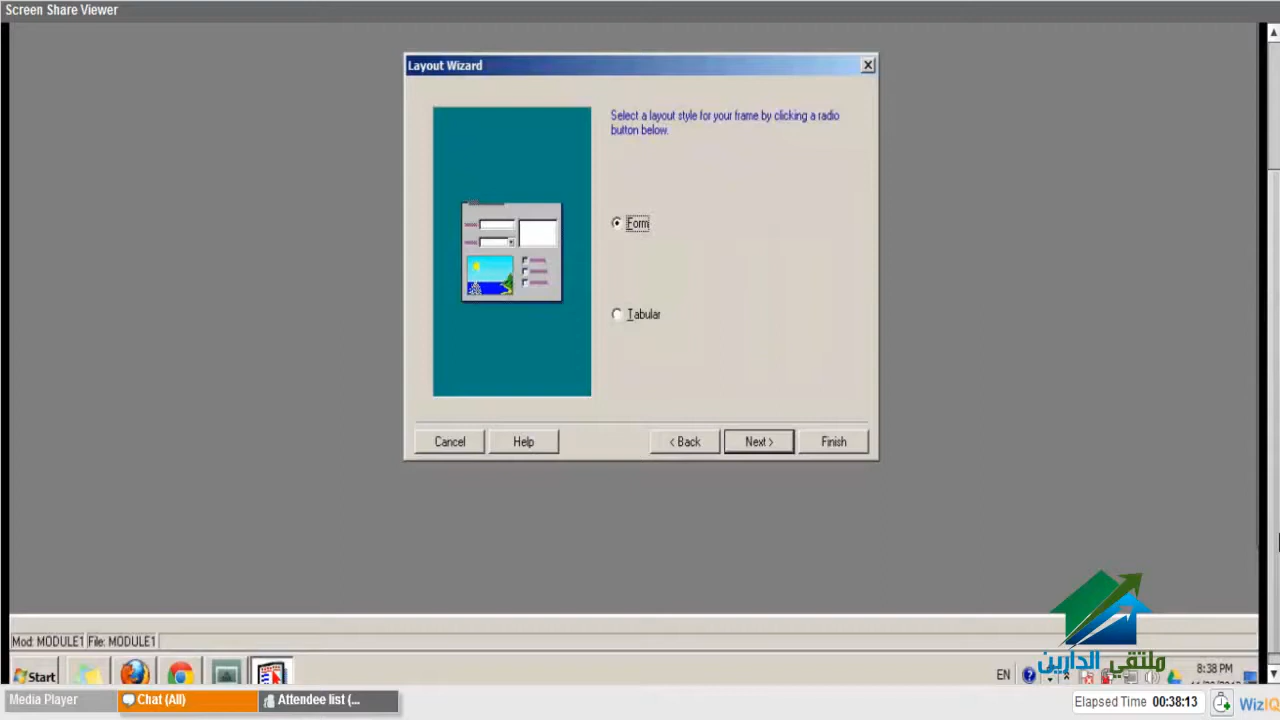 Screen Share Viewer
Layout Wizard
Select a layout style for your frame by clicking a radio
button below.
Form
Tabular
Cancel
Help
< Back
Next >
Finish
Mod: MODULE1 File: MODULE1
Start
EN
8:38 PM
ملتقي الدارين
Media Player
Chat (All)
Attendee list (...
Elapsed Time 00:38:13
WizIQ